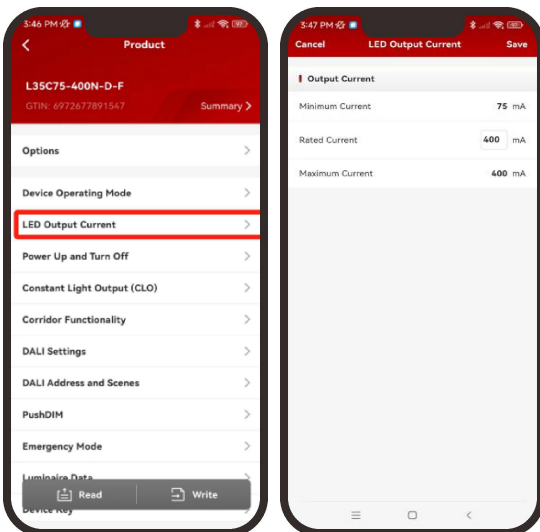 3:46 PM
Product
L35C75-400N-D-F
GTIN: 6972677891547
Summary >
Options
Device Operating Mode
LED Output Current
Power Up and Turn Off
Constant Light Output (CLO)
Corridor Functionality
DALI Settings
DALI Address and Scenes
PushDIM
Emergency Mode
Luminaire Data
Read
Write
Device Key
3:47 PM
Cancel
LED Output Current
Save
Output Current
Minimum Current 75 mA
Rated Current 400 mA
Maximum Current 400 mA